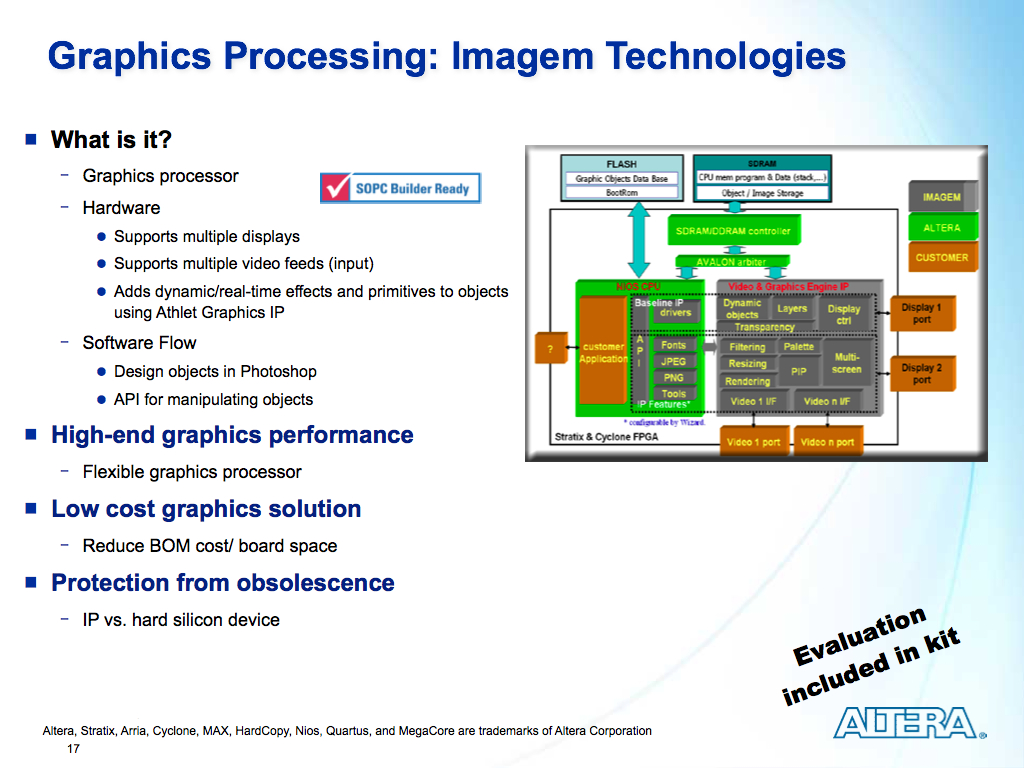 Graphics Processing: Imagem Technologies
What is it?
– Graphics processor
SOPC Builder Ready
– Hardware
Supports multiple displays
Supports multiple video feeds (input)
Adds dynamic/real-time effects and primitives to objects
using Athlet Graphics IP
– Software Flow
Design objects in Photoshop
API for manipulating objects
High-end graphics performance
– Flexible graphics processor
Low cost graphics solution
– Reduce BOM cost/ board space
Protection from obsolescence
– IP vs. hard silicon device
FLASH
Graphic Objects Data Base
BootRom
SDRAM
CPU mem program & Data (stack,...)
Object / Image Storage
IMAGEM
ALTERA
CUSTOMER
SDRAM/DDRAM controller
AVALON arbiter
NIOS CPU
Baseline IP
drivers
customer
Application
A
P
I
Fonts
JPEG
PNG
Tools
IP Features*
Video & Graphics Engine IP
Dynamic
objects
Layers
Display
ctrl
Transparency
Filtering
Palette
Resizing
PIP
Multi-
screen
Rendering
Video 1 I/F
Video n I/F
?
Display 1
port
Display 2
port
* configurable by Wizard.
Stratix & Cyclone FPGA
Video 1 port
Video n port
Evaluation
included in kit
Altera, Stratix, Arria, Cyclone, MAX, HardCopy, Nios, Quartus, and MegaCore are trademarks of Altera Corporation
17
ALTERA®